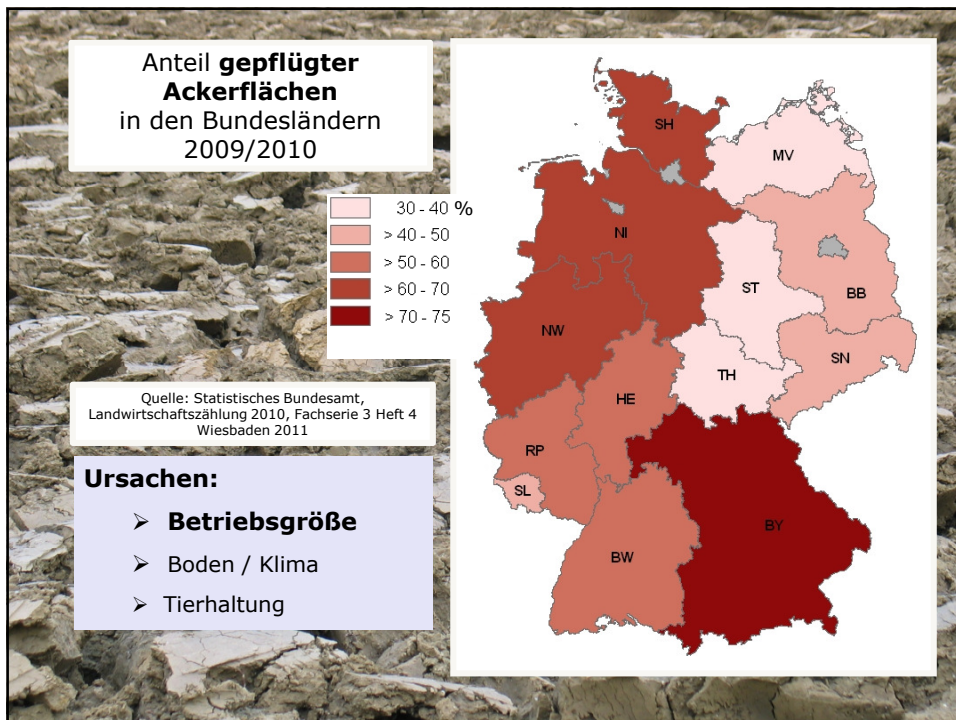 Anteil gepflügter
Ackerflächen
in den Bundesländern
2009/2010
30 - 40 %
> 40 - 50
> 50 - 60
> 60 - 70
> 70 - 75
Quelle: Statistisches Bundesamt,
Landwirtschaftszählung 2010, Fachserie 3 Heft 4
Wiesbaden 2011
Ursachen:
➢ Betriebsgröße
➢ Boden / Klima
➢ Tierhaltung
SH
MV
NI
ST
BB
NW
SN
TH
HE
RP
SL
BY
BW